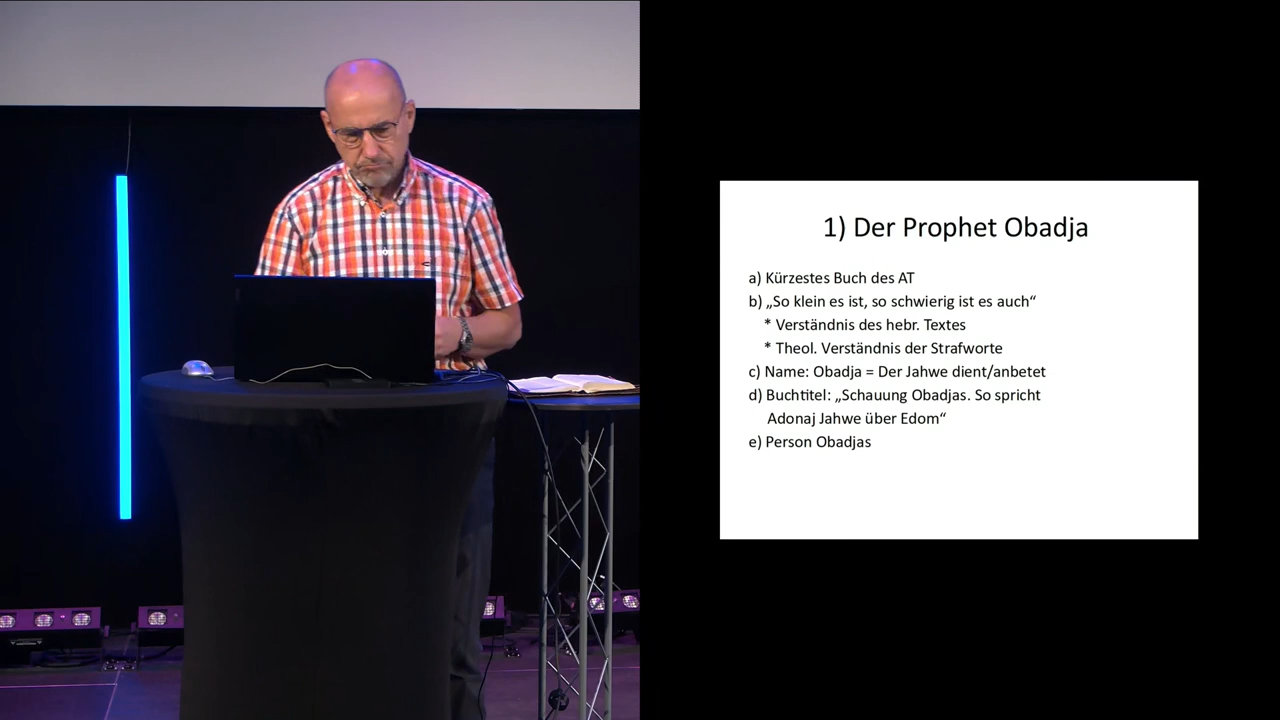 1) Der Prophet Obadja
a) Kürzestes Buch des AT
b) „So klein es ist, so schwierig ist es auch“
* Verständnis des hebr. Textes
* Theol. Verständnis der Strafworte
c) Name: Obadja = Der Jahwe dient/anbetet
d) Buchtitel: „Schauung Obadjas. So spricht
Adonaj Jahwe über Edom“
e) Person Obadjas